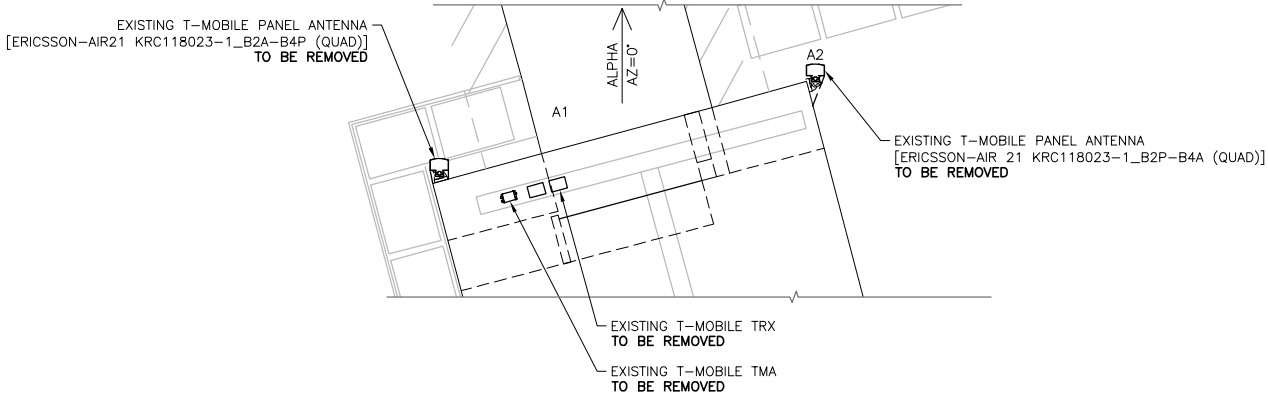 EXISTING T-MOBILE PANEL ANTENNA
[ERICSSON-AIR21 KRC118023-1_B2A-B4P (QUAD)]
TO BE REMOVED
ALPHA
AZ=0°
A1
A2
EXISTING T-MOBILE PANEL ANTENNA
[ERICSSON-AIR 21 KRC118023-1_B2P-B4A (QUAD)]
TO BE REMOVED
EXISTING T-MOBILE TRX
TO BE REMOVED
EXISTING T-MOBILE TMA
TO BE REMOVED